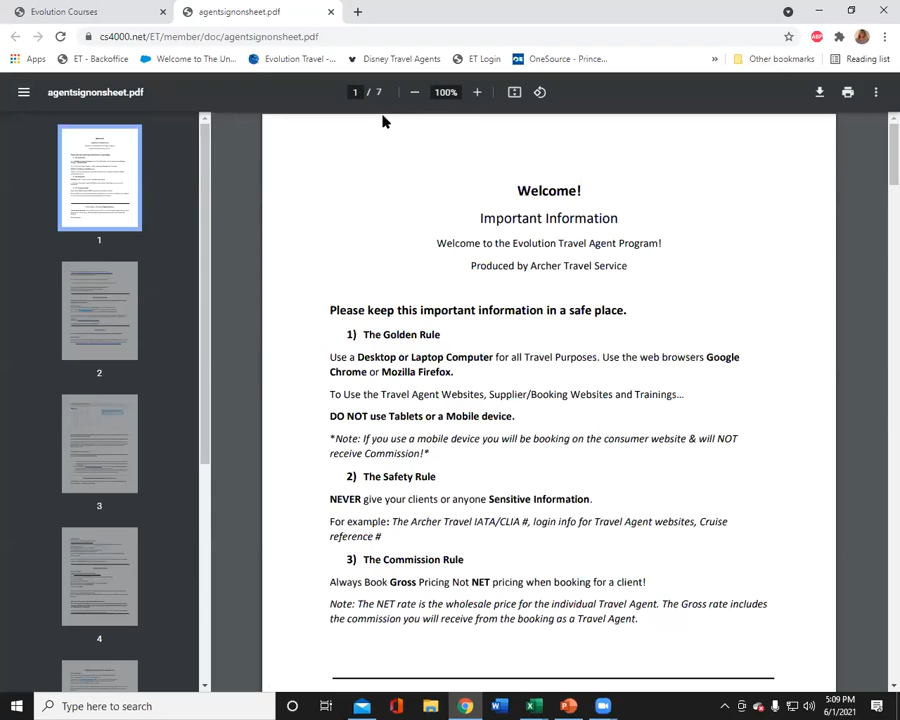 Evolution Courses
agentsignonsheet.pdf
cs4000.net/ET/member/doc/agentsignonsheet.pdf
ABP
Apps
ET - Backoffice
Welcome to The Un...
Evolution Travel -...
Disney Travel Agents
ET Login
OneSource - Prince...
»
Other bookmarks
Reading list
agentsignonsheet.pdf
1 / 7
100%
Welcome!
Important Information
Welcome to the Evolution Travel Agent Program!
Produced by Archer Travel Service
Please keep this important information in a safe place.
1) The Golden Rule
Use a Desktop or Laptop Computer for all Travel Purposes. Use the web browsers Google
Chrome or Mozilla Firefox.
To Use the Travel Agent Websites, Supplier/Booking Websites and Trainings…
DO NOT use Tablets or a Mobile device.
*Note: If you use a mobile device you will be booking on the consumer website & will NOT
receive Commission!*
2) The Safety Rule
NEVER give your clients or anyone Sensitive Information.
For example: The Archer Travel IATA/CLIA #, login info for Travel Agent websites, Cruise
reference #
3) The Commission Rule
Always Book Gross Pricing Not NET pricing when booking for a client!
Note: The NET rate is the wholesale price for the individual Travel Agent. The Gross rate includes
the commission you will receive from the booking as a Travel Agent.
1
2
3
4
Type here to search
5:09 PM
6/1/2021